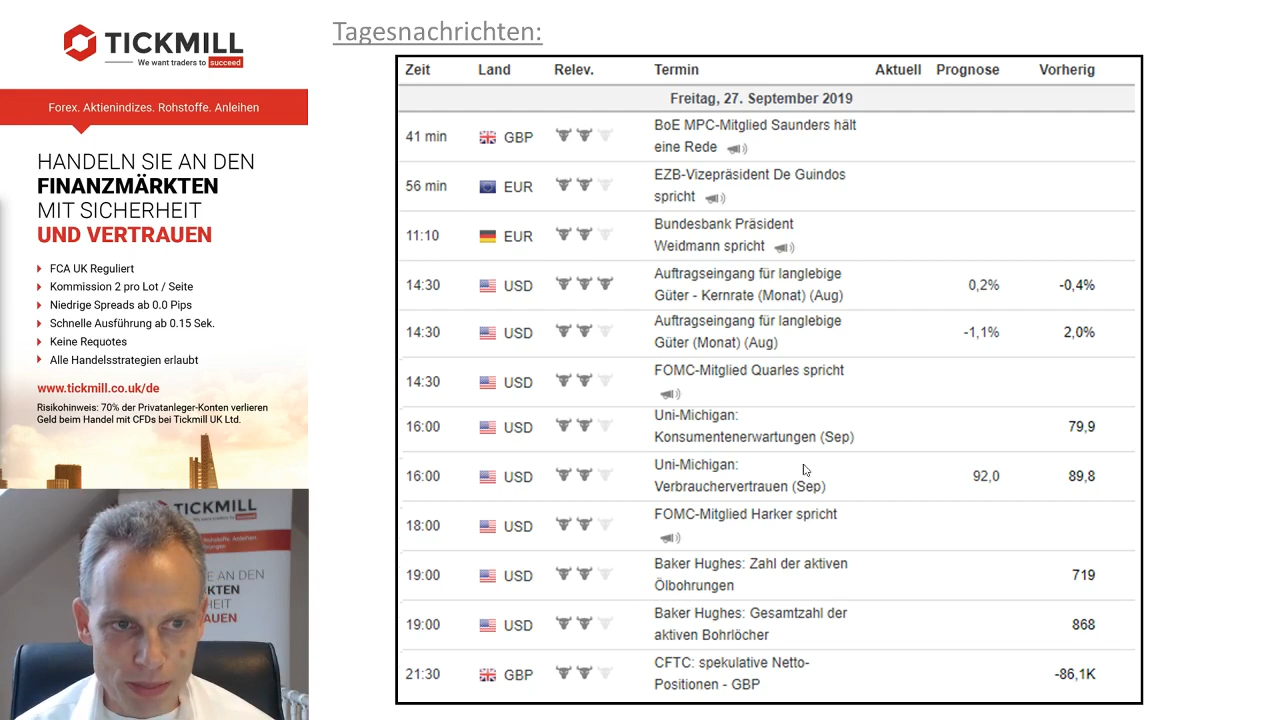 TICKMILL
We want traders to succeed
Forex. Aktienindizes. Rohstoffe. Anleihen
HANDELN SIE AN DEN
FINANZMÄRKTEN
MIT SICHERHEIT
UND VERTRAUEN
FCA UK Reguliert
Kommission 2 pro Lot / Seite
Niedrige Spreads ab 0.0 Pips
Schnelle Ausführung ab 0.15 Sek.
Keine Requotes
Alle Handelsstrategien erlaubt
www.tickmill.co.uk/de
Risikohinweis: 70% der Privatanleger-Konten verlieren
Geld beim Handel mit CFDs bei Tickmill UK Ltd.
TICKMILL
Rohstoffe. Anleihen
IE AN DEN
KTEN
HEIT
AUEN
Tagesnachrichten:
Zeit Land Relev. Termin Aktuell Prognose Vorherig
Freitag, 27. September 2019
41 min GBP BoE MPC-Mitglied Saunders hält
eine Rede
56 min EUR EZB-Vizepräsident De Guindos
spricht
11:10 EUR Bundesbank Präsident
Weidmann spricht
14:30 USD Auftragseingang für langlebige
Güter - Kernrate (Monat) (Aug) 0,2% -0,4%
14:30 USD Auftragseingang für langlebige
Güter (Monat) (Aug) -1,1% 2,0%
14:30 USD FOMC-Mitglied Quarles spricht
16:00 USD Uni-Michigan:
Konsumentenerwartungen (Sep) 79,9
16:00 USD Uni-Michigan:
Verbrauchervertrauen (Sep) 92,0 89,8
18:00 USD FOMC-Mitglied Harker spricht
19:00 USD Baker Hughes: Zahl der aktiven
Ölbohrungen 719
19:00 USD Baker Hughes: Gesamtzahl der
aktiven Bohrlöcher 868
21:30 GBP CFTC: spekulative Netto-
Positionen - GBP -86,1K